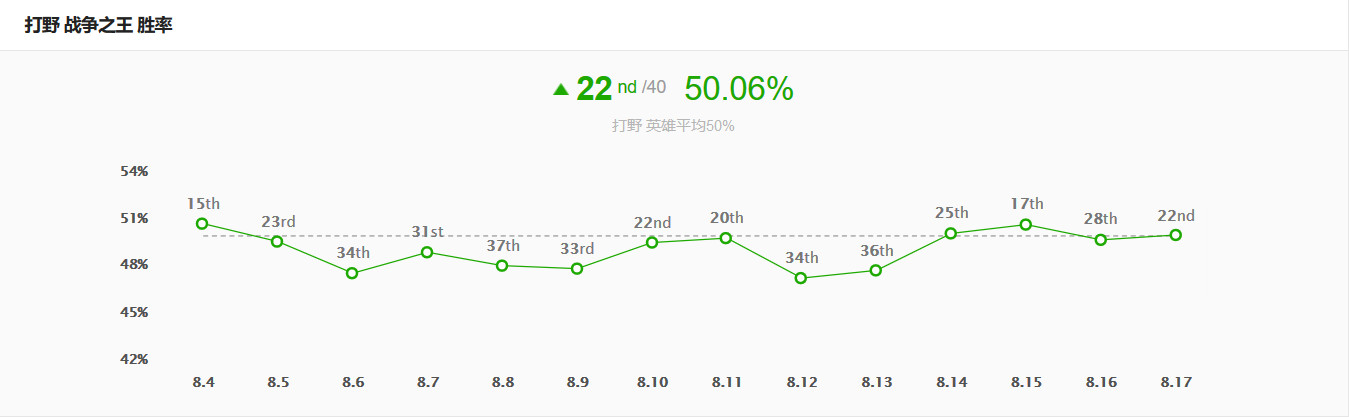 打野 战争之王 胜率
22 nd /40 50.06%
打野 英雄平均50%
54%
15th 23rd 34th 31st 37th 33rd 22nd 20th 34th 36th 25th 17th 28th 22nd
51%
48%
45%
42%
8.4 8.5 8.6 8.7 8.8 8.9 8.10 8.11 8.12 8.13 8.14 8.15 8.16 8.17